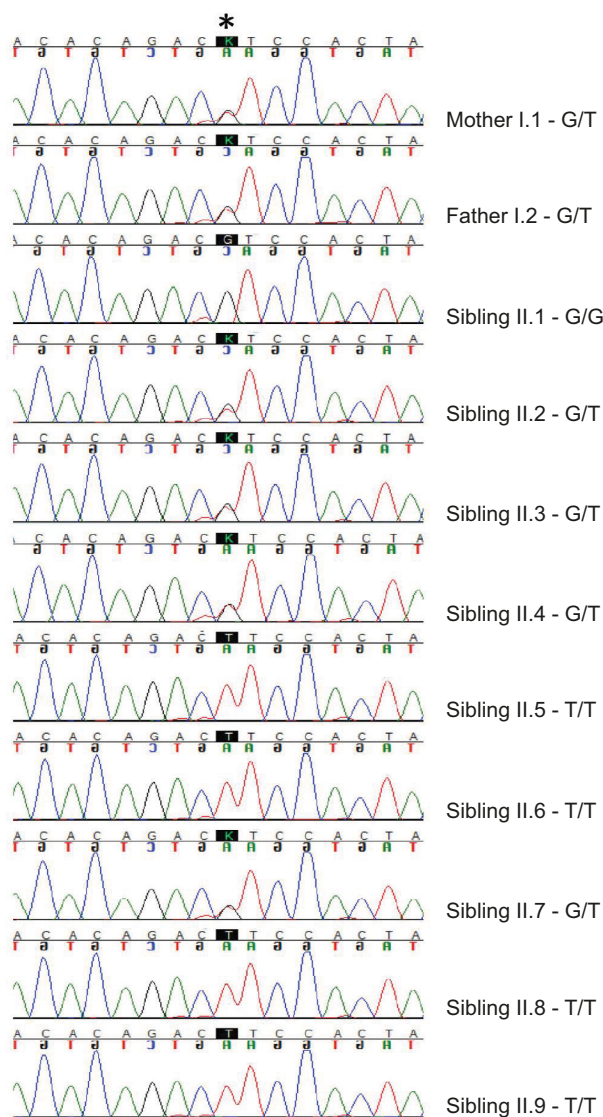 *
A C A C A G A C K T C C A C T A
T G T G T C T G A A G G T G A T
Mother I.1 - G/T
A C A C A G A C K T C C A C T A
T G T G T C T G C A G G T G A T
Father I.2 - G/T
A C A C A G A C G T C C A C T A
G T G T C T G C A G G T G A T
Sibling II.1 - G/G
A C A C A G A C K T C C A C T A
T G T G T C T G C A G G T G A T
Sibling II.2 - G/T
A C A C A G A C K T C C A C T A
T G T G T C T G C A G G T G A T
Sibling II.3 - G/T
C A C A G A C K T C C A C T A
G T G T C T G A A G G T G A T
Sibling II.4 - G/T
A C A C A G A C T T C C A C T A
T G T G T C T G A A G G T G A T
Sibling II.5 - T/T
A C A C A G A C T T C C A C T A
T G T G T C T G A A G G T G A T
Sibling II.6 - T/T
A C A C A G A C K T C C A C T A
T G T G T C T G A A G G T G A T
Sibling II.7 - G/T
A C A C A G A C T T C C A C T A
T G T G T C T G A A G G T G A T
Sibling II.8 - T/T
A C A C A G A C T T C C A C T A
T G T G T C T G A A G G T G A T
Sibling II.9 - T/T